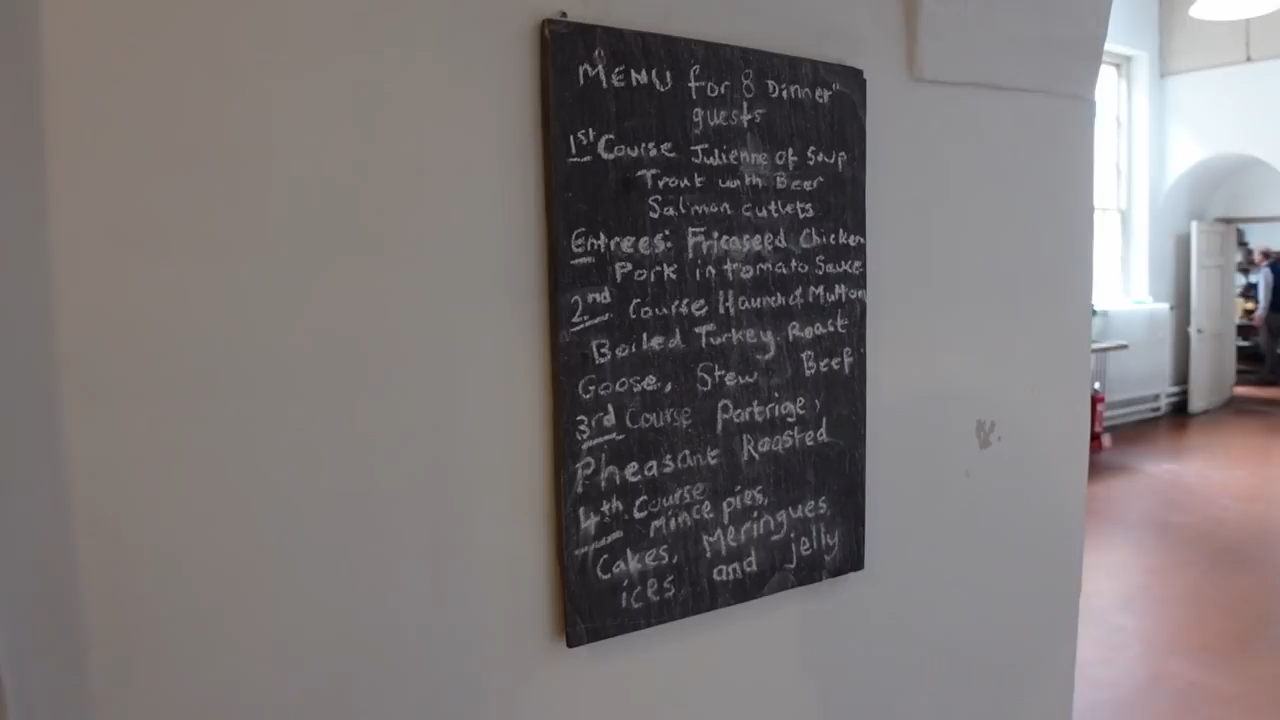 MENU for 8 Dinner"
guests
1st Course Julienne of Soup
Trout with Beer
Salmon cutlets
Entrees: Fricaseed Chicken
Pork in tomato Sauce
2nd Course Haunch of Mutton
Boiled Turkey. Roast
Goose, Stew Beef
3rd Course Partrige,
Pheasant Roasted
4th Course
Mince pies,
Cakes, Meringues
ices and jelly